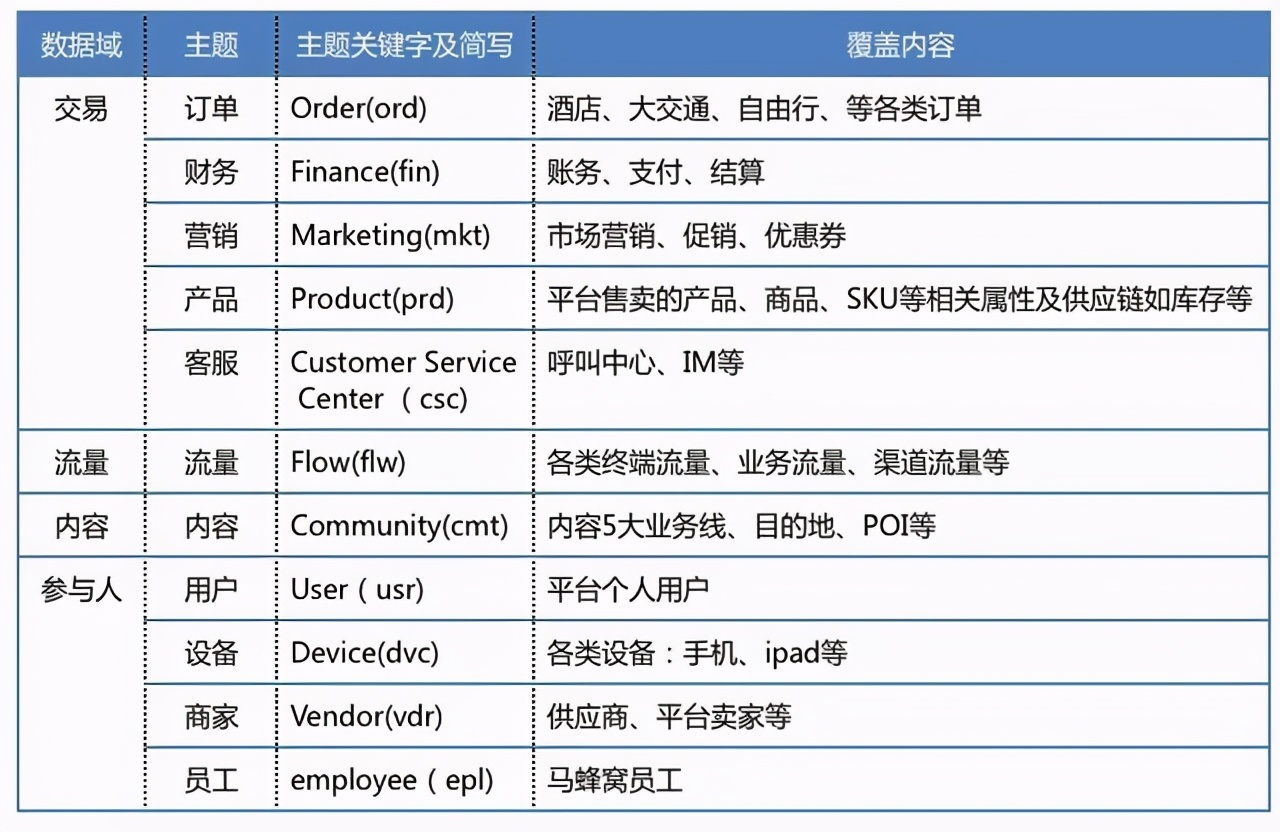 数据域 主题 主题关键字及简写 覆盖内容
交易 订单 Order(ord) 酒店、大交通、自由行、等各类订单
财务 Finance(fin) 账务、支付、结算
营销 Marketing(mkt) 市场营销、促销、优惠券
产品 Product(prd) 平台售卖的产品、商品、SKU等相关属性及供应链如库存等
客服 Customer Service 呼叫中心、IM等
Center （csc)
流量 流量 Flow(flw) 各类终端流量、业务流量、渠道流量等
内容 内容 Community(cmt) 内容5大业务线、目的地、POI等
参与人 用户 User（usr) 平台个人用户
设备 Device(dvc) 各类设备：手机、ipad等
商家 Vendor(vdr) 供应商、平台卖家等
员工 employee（epl) 马蜂窝员工